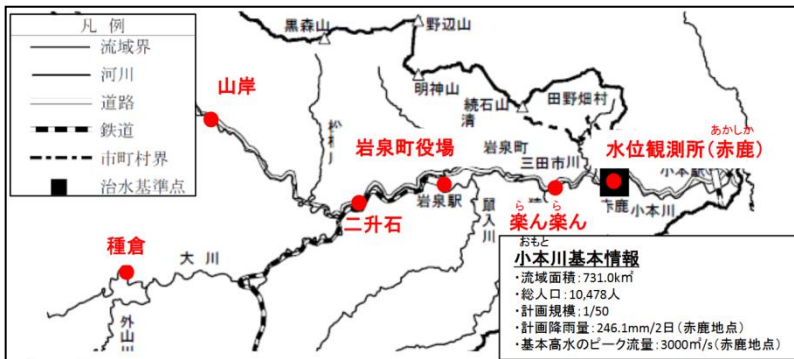 凡 例
流域界
河川
道路
鉄道
市町村界
治水基準点
黒森山
野辺山
山岸
明神山
続石山
田野畑村
清
岩泉町役場
岩泉町
三田市川
あかしか
水位観測所(赤鹿)
小本駅
岩泉駅
二升石
鼠入川
らら
楽ん楽ん
小本川
種倉
大川
外山川
おもと
小本川基本情報
・流域面積:731.0km²
・総人口:10,478人
・計画規模:1/50
・計画降雨量:246.1mm/2日(赤鹿地点)
・基本高水のピーク流量:3000m³/s(赤鹿地点)